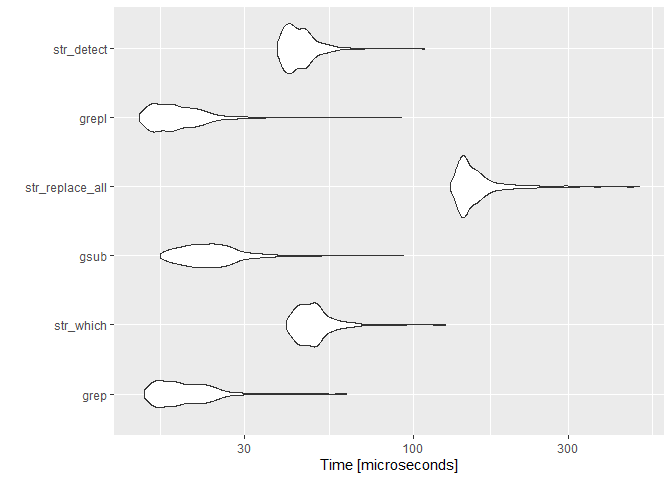 str_detect
grepl
str_replace_all
gsub
str_which
grep
30 100 300
Time [microseconds]